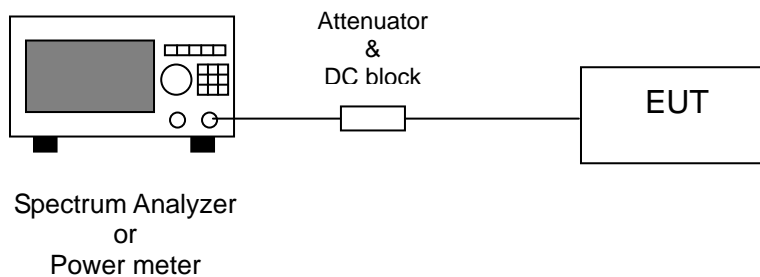 Attenuator
&
DC block
EUT
Spectrum Analyzer
or
Power meter